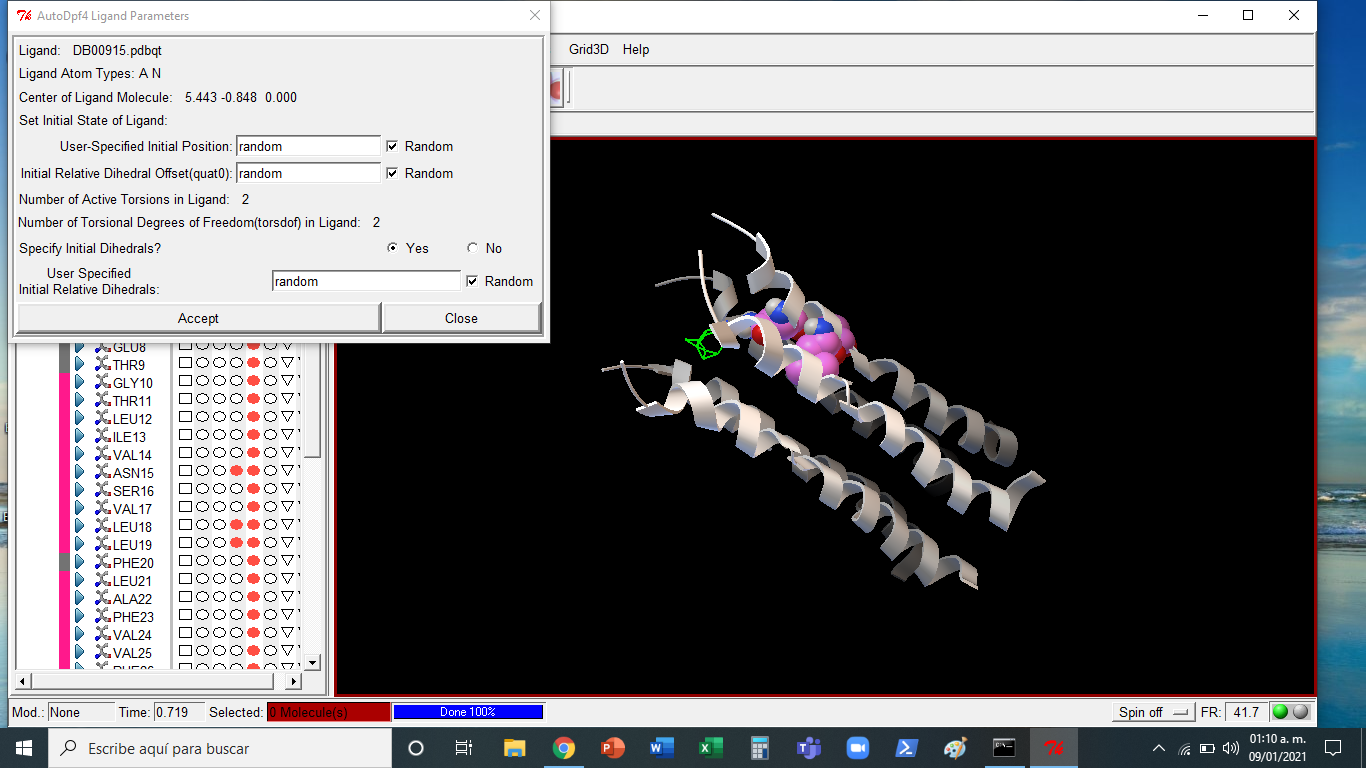 AutoDpf4 Ligand Parameters
Ligand: DB00915.pdbqt
Ligand Atom Types: A N
Center of Ligand Molecule: 5.443 -0.848 0.000
Set Initial State of Ligand:
User-Specified Initial Position: random Random
Initial Relative Dihedral Offset(quat0): random Random
Number of Active Torsions in Ligand: 2
Number of Torsional Degrees of Freedom(torsdof) in Ligand: 2
Specify Initial Dihedrals? Yes No
User Specified
Initial Relative Dihedrals: random Random
Accept Close
Grid3D Help
GLU8
THR9
GLY10
THR11
LEU12
ILE13
VAL14
ASN15
SER16
VAL17
LEU18
LEU19
PHE20
LEU21
ALA22
PHE23
VAL24
VAL25
Mod.: None Time: 0.719 Selected: 0 Molecule(s) Done 100% Spin off FR: 41.7
Escribe aquí para buscar
01:10 a. m.
09/01/2021